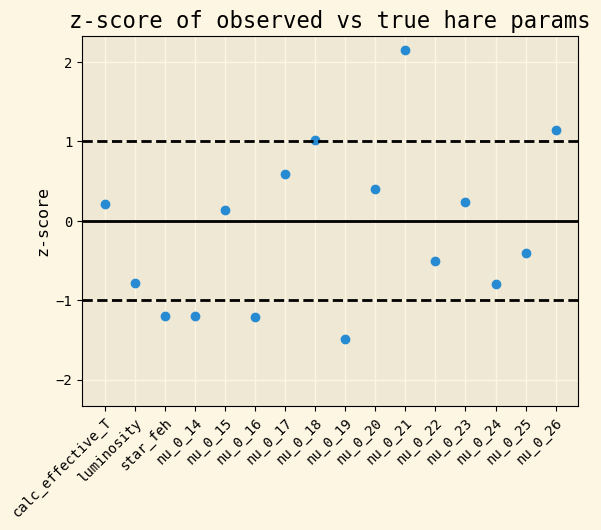 z-score of observed vs true hare params
z-score
2
1
0
−1
−2
calc_effective_T
luminosity
star_feh
nu_0_14
nu_0_15
nu_0_16
nu_0_17
nu_0_18
nu_0_19
nu_0_20
nu_0_21
nu_0_22
nu_0_23
nu_0_24
nu_0_25
nu_0_26